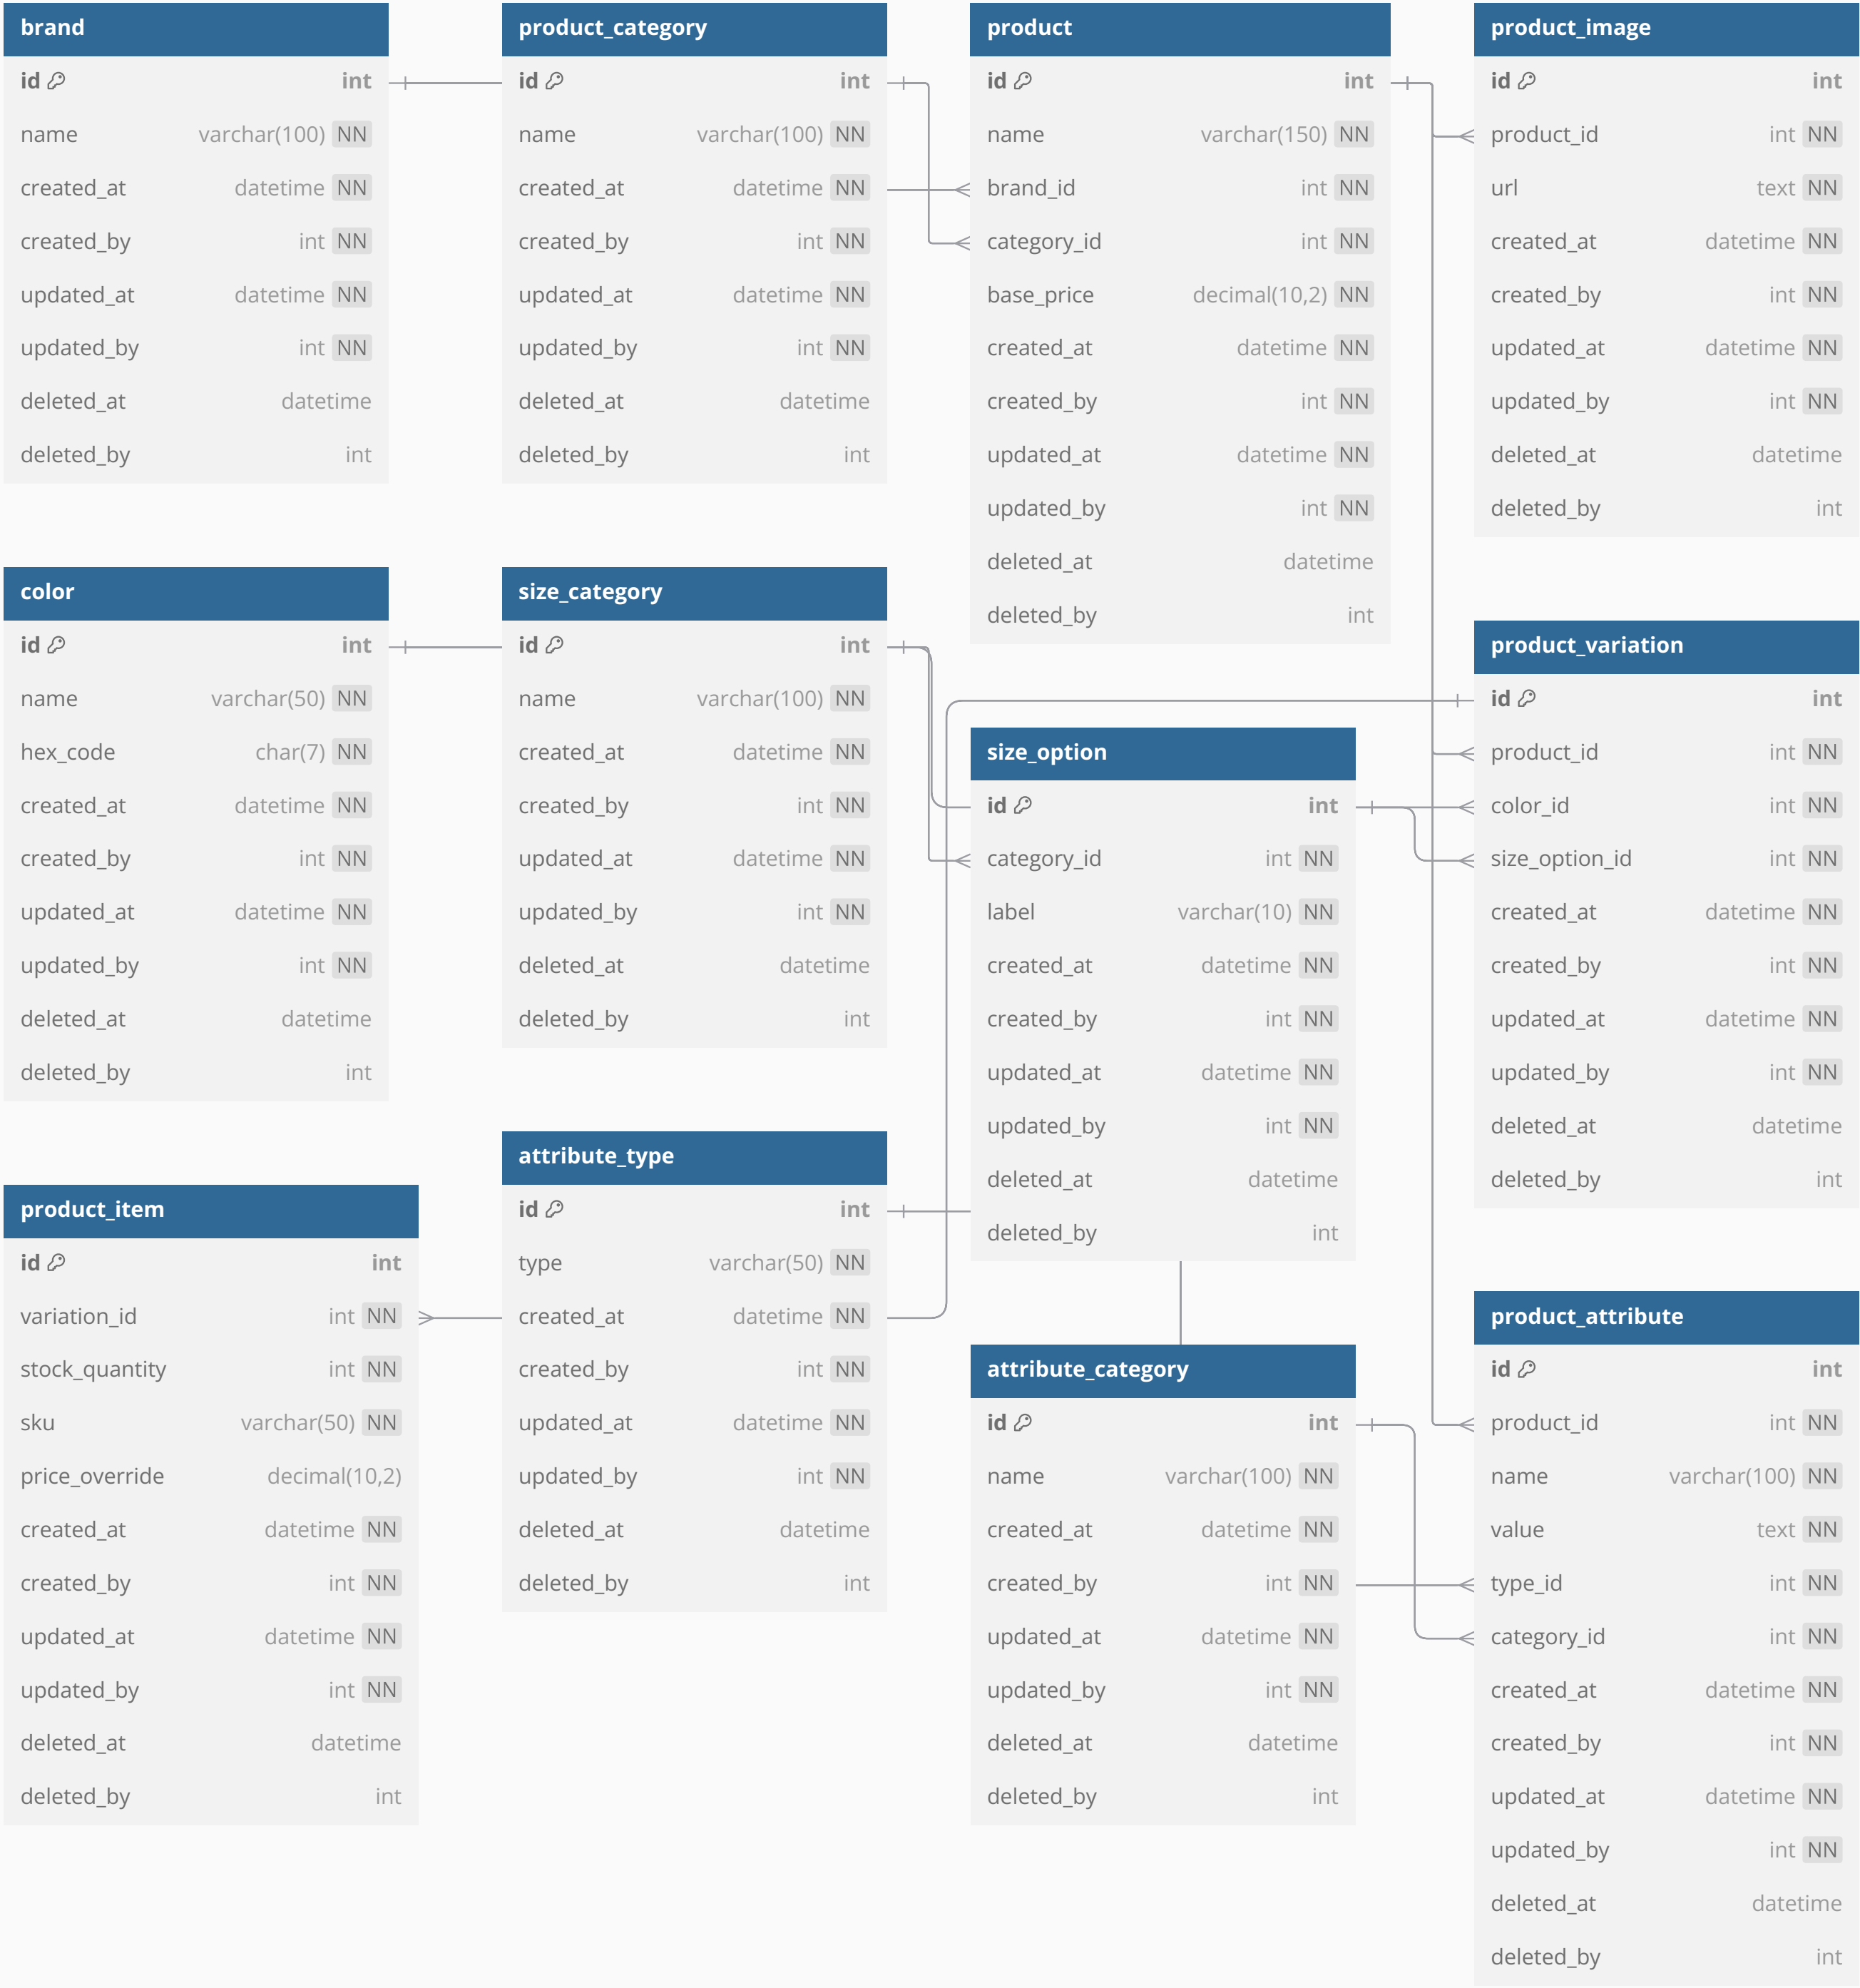 brand
id int
name varchar(100) NN
created_at datetime NN
created_by int NN
updated_at datetime NN
updated_by int NN
deleted_at datetime
deleted_by int
product_category
id int
name varchar(100) NN
created_at datetime NN
created_by int NN
updated_at datetime NN
updated_by int NN
deleted_at datetime
deleted_by int
product
id int
name varchar(150) NN
brand_id int NN
category_id int NN
base_price decimal(10,2) NN
created_at datetime NN
created_by int NN
updated_at datetime NN
updated_by int NN
deleted_at datetime
deleted_by int
product_image
id int
product_id int NN
url text NN
created_at datetime NN
created_by int NN
updated_at datetime NN
updated_by int NN
deleted_at datetime
deleted_by int
color
id int
name varchar(50) NN
hex_code char(7) NN
created_at datetime NN
created_by int NN
updated_at datetime NN
updated_by int NN
deleted_at datetime
deleted_by int
size_category
id int
name varchar(100) NN
created_at datetime NN
created_by int NN
updated_at datetime NN
updated_by int NN
deleted_at datetime
deleted_by int
size_option
id int
category_id int NN
label varchar(10) NN
created_at datetime NN
created_by int NN
updated_at datetime NN
updated_by int NN
deleted_at datetime
deleted_by int
product_variation
id int
product_id int NN
color_id int NN
size_option_id int NN
created_at datetime NN
created_by int NN
updated_at datetime NN
updated_by int NN
deleted_at datetime
deleted_by int
product_item
id int
variation_id int NN
stock_quantity int NN
sku varchar(50) NN
price_override decimal(10,2)
created_at datetime NN
created_by int NN
updated_at datetime NN
updated_by int NN
deleted_at datetime
deleted_by int
attribute_type
id int
type varchar(50) NN
created_at datetime NN
created_by int NN
updated_at datetime NN
updated_by int NN
deleted_at datetime
deleted_by int
attribute_category
id int
name varchar(100) NN
created_at datetime NN
created_by int NN
updated_at datetime NN
updated_by int NN
deleted_at datetime
deleted_by int
product_attribute
id int
product_id int NN
name varchar(100) NN
value text NN
type_id int NN
category_id int NN
created_at datetime NN
created_by int NN
updated_at datetime NN
updated_by int NN
deleted_at datetime
deleted_by int